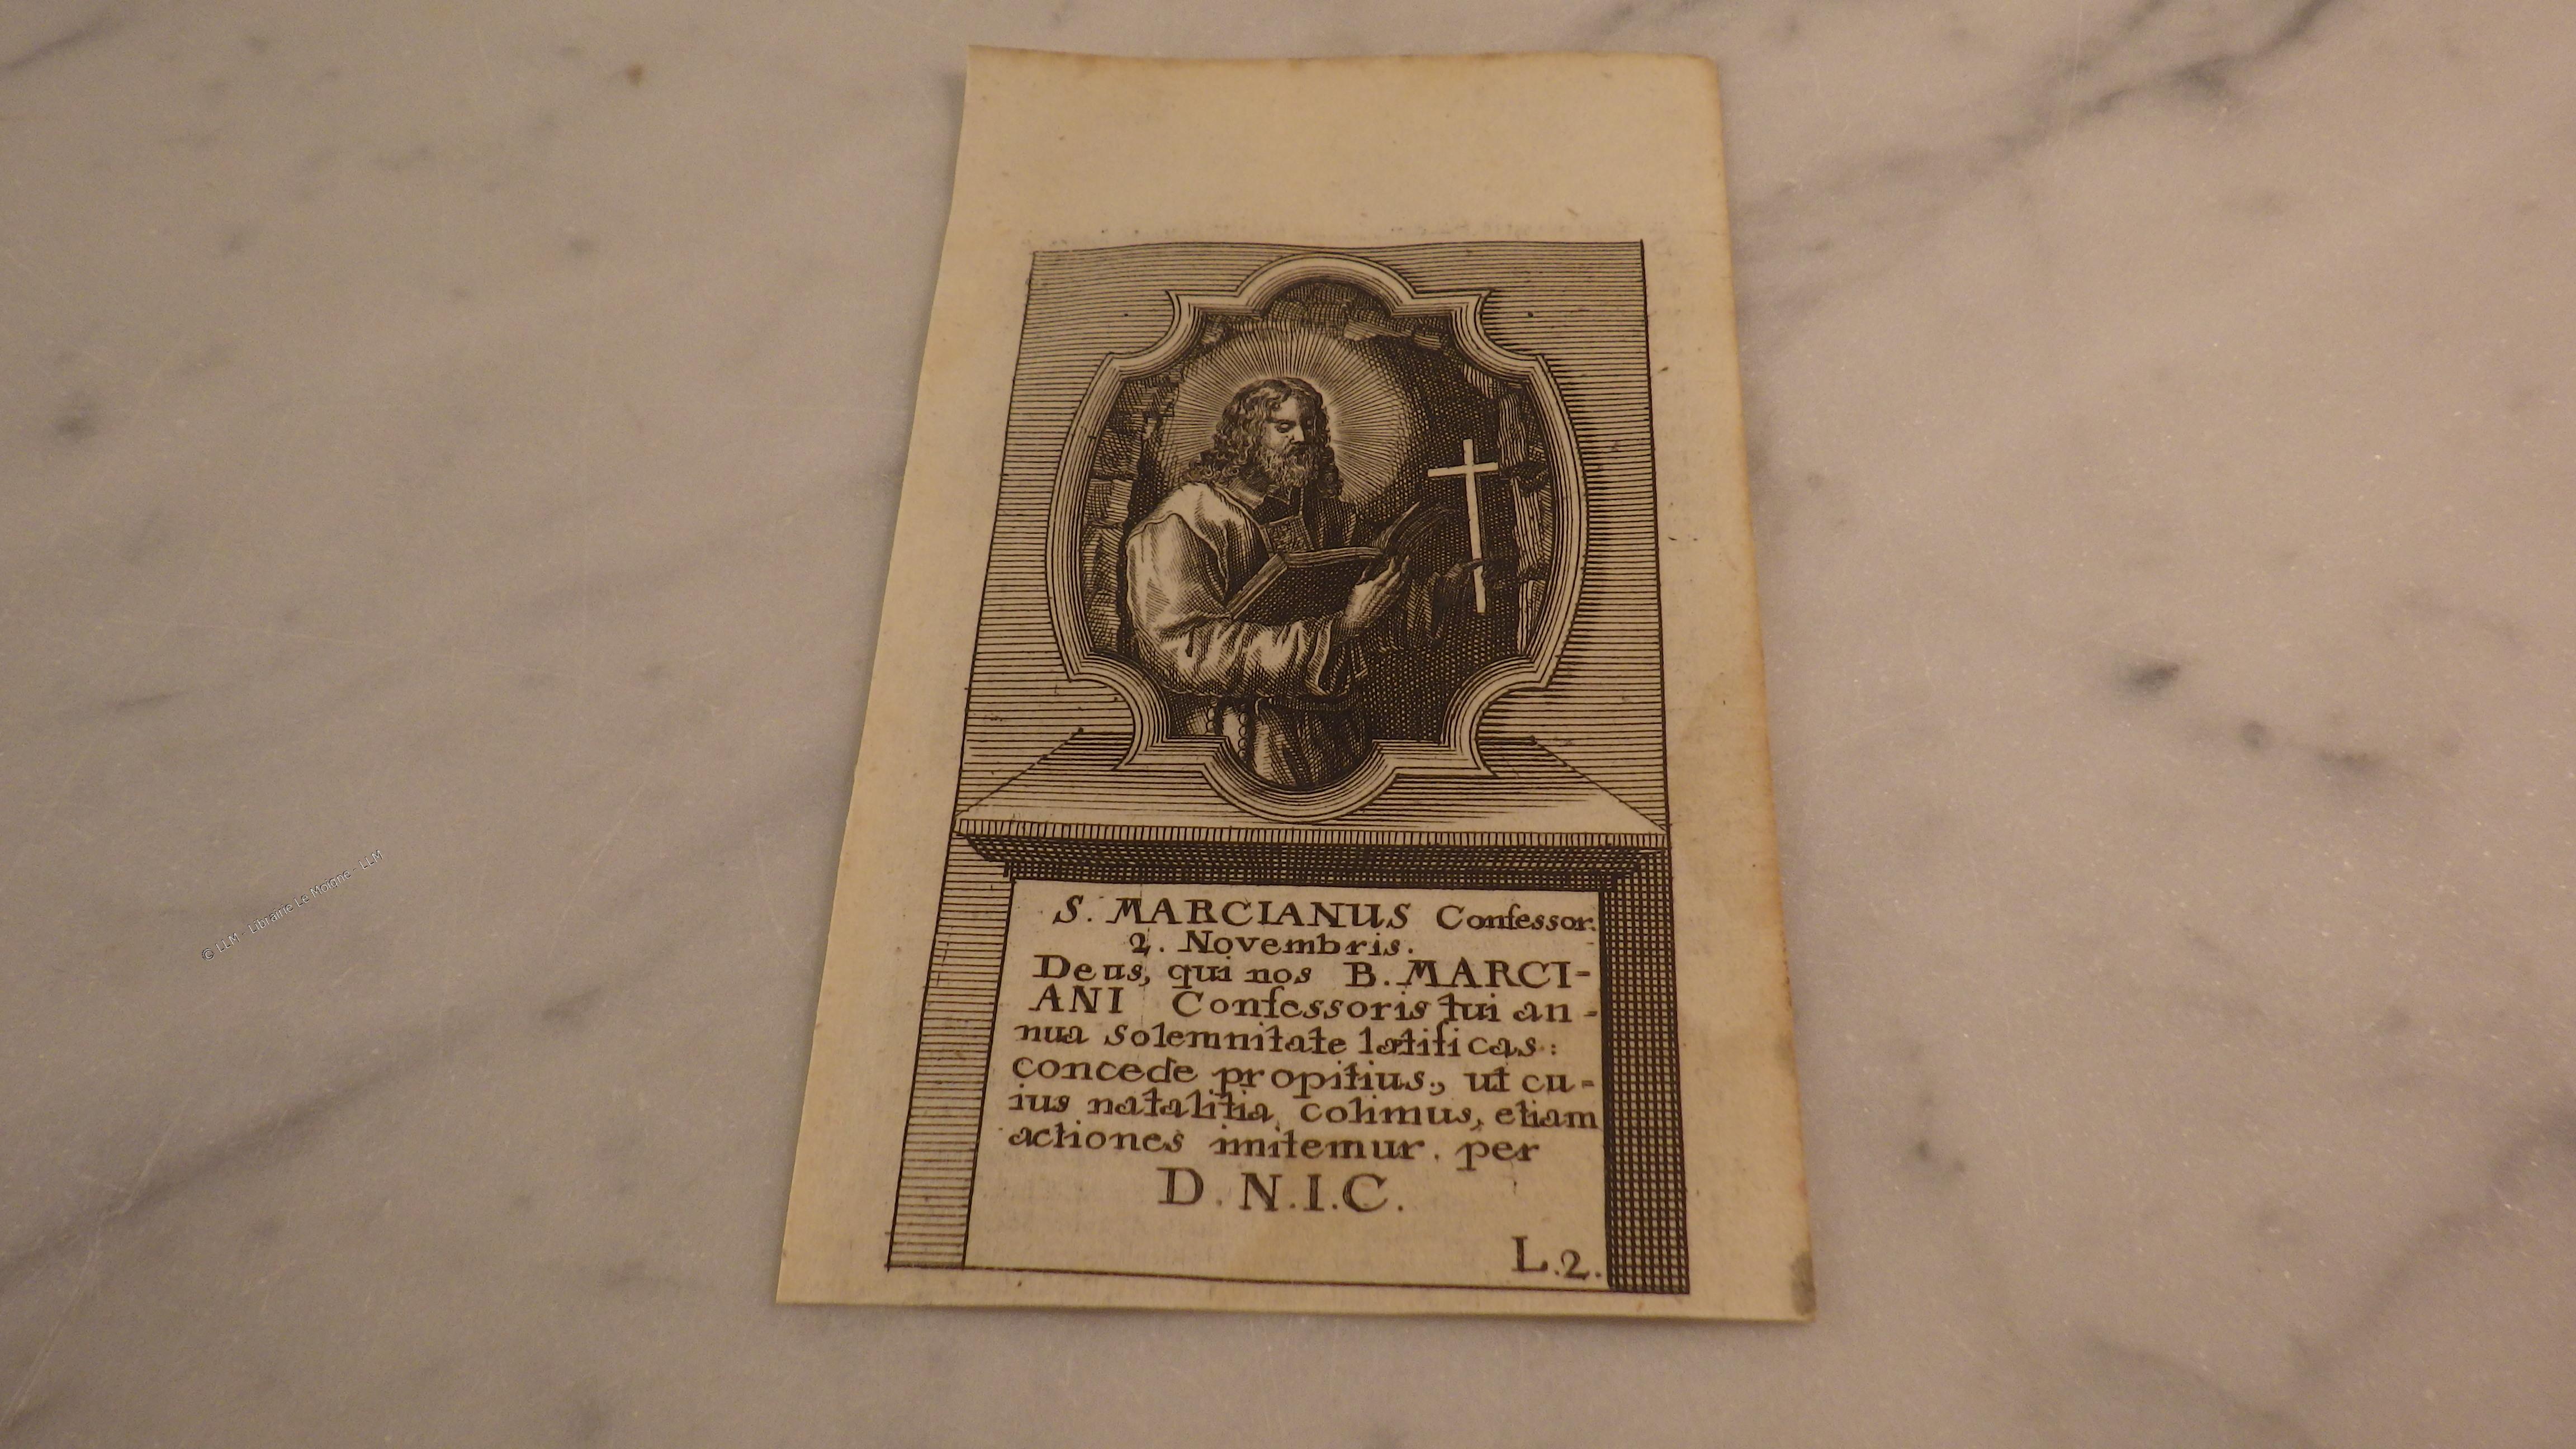 S. MARCIANUS Confessor.
2. Novembris.
Deus, qui nos B. MARCI-
ANI Confessoris tui an-
nua solemnitate lætificas:
concede propitius, ut cu-
ius natalitia colimus, etiam
actiones imitemur. per
D. N. I. C.
L. 2.
© LLM - Librairie Le Moigne - LLM